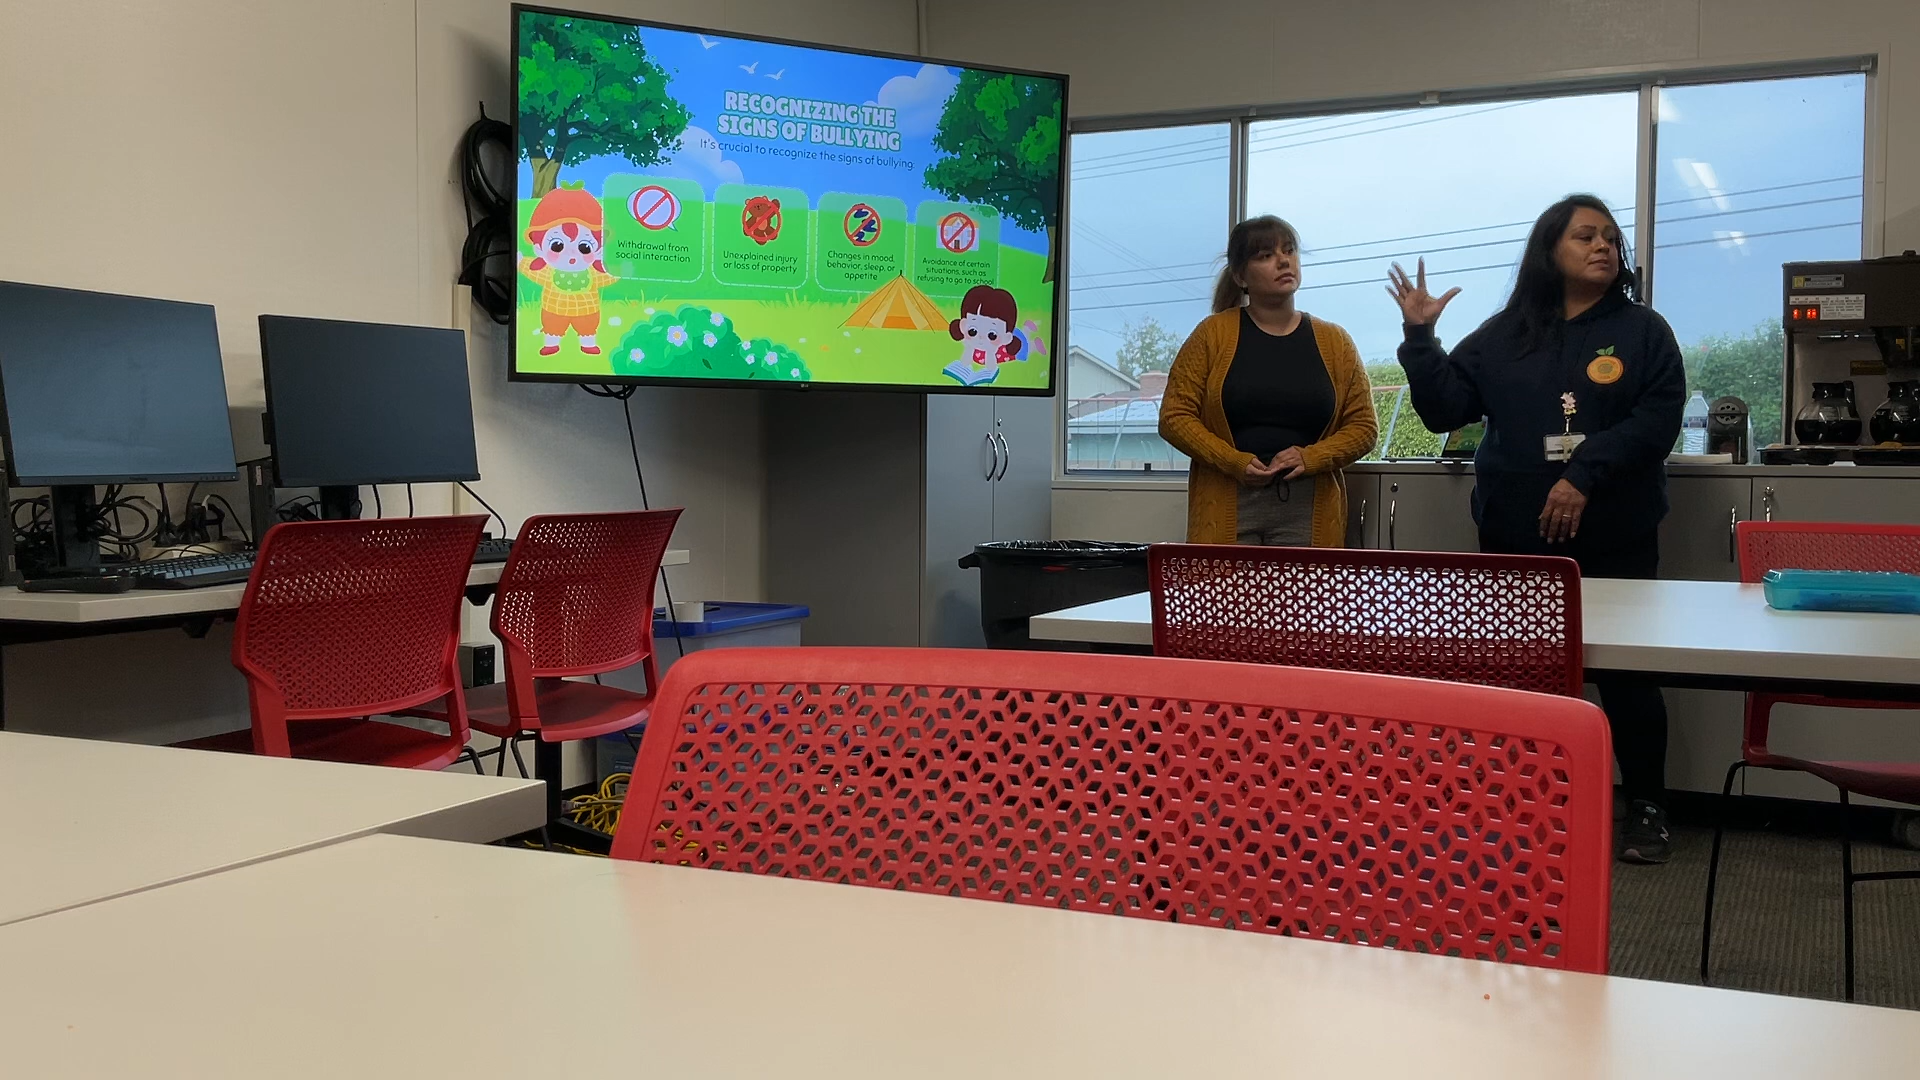 RECOGNIZING THE
SIGNS OF BULLYING
It's crucial to recognize the signs of bullying
Withdrawal from
social interaction
Unexplained injury
or loss of property
Changes in mood,
behavior, sleep, or
appetite
Avoidance of certain
situations, such as
refusing to go to school